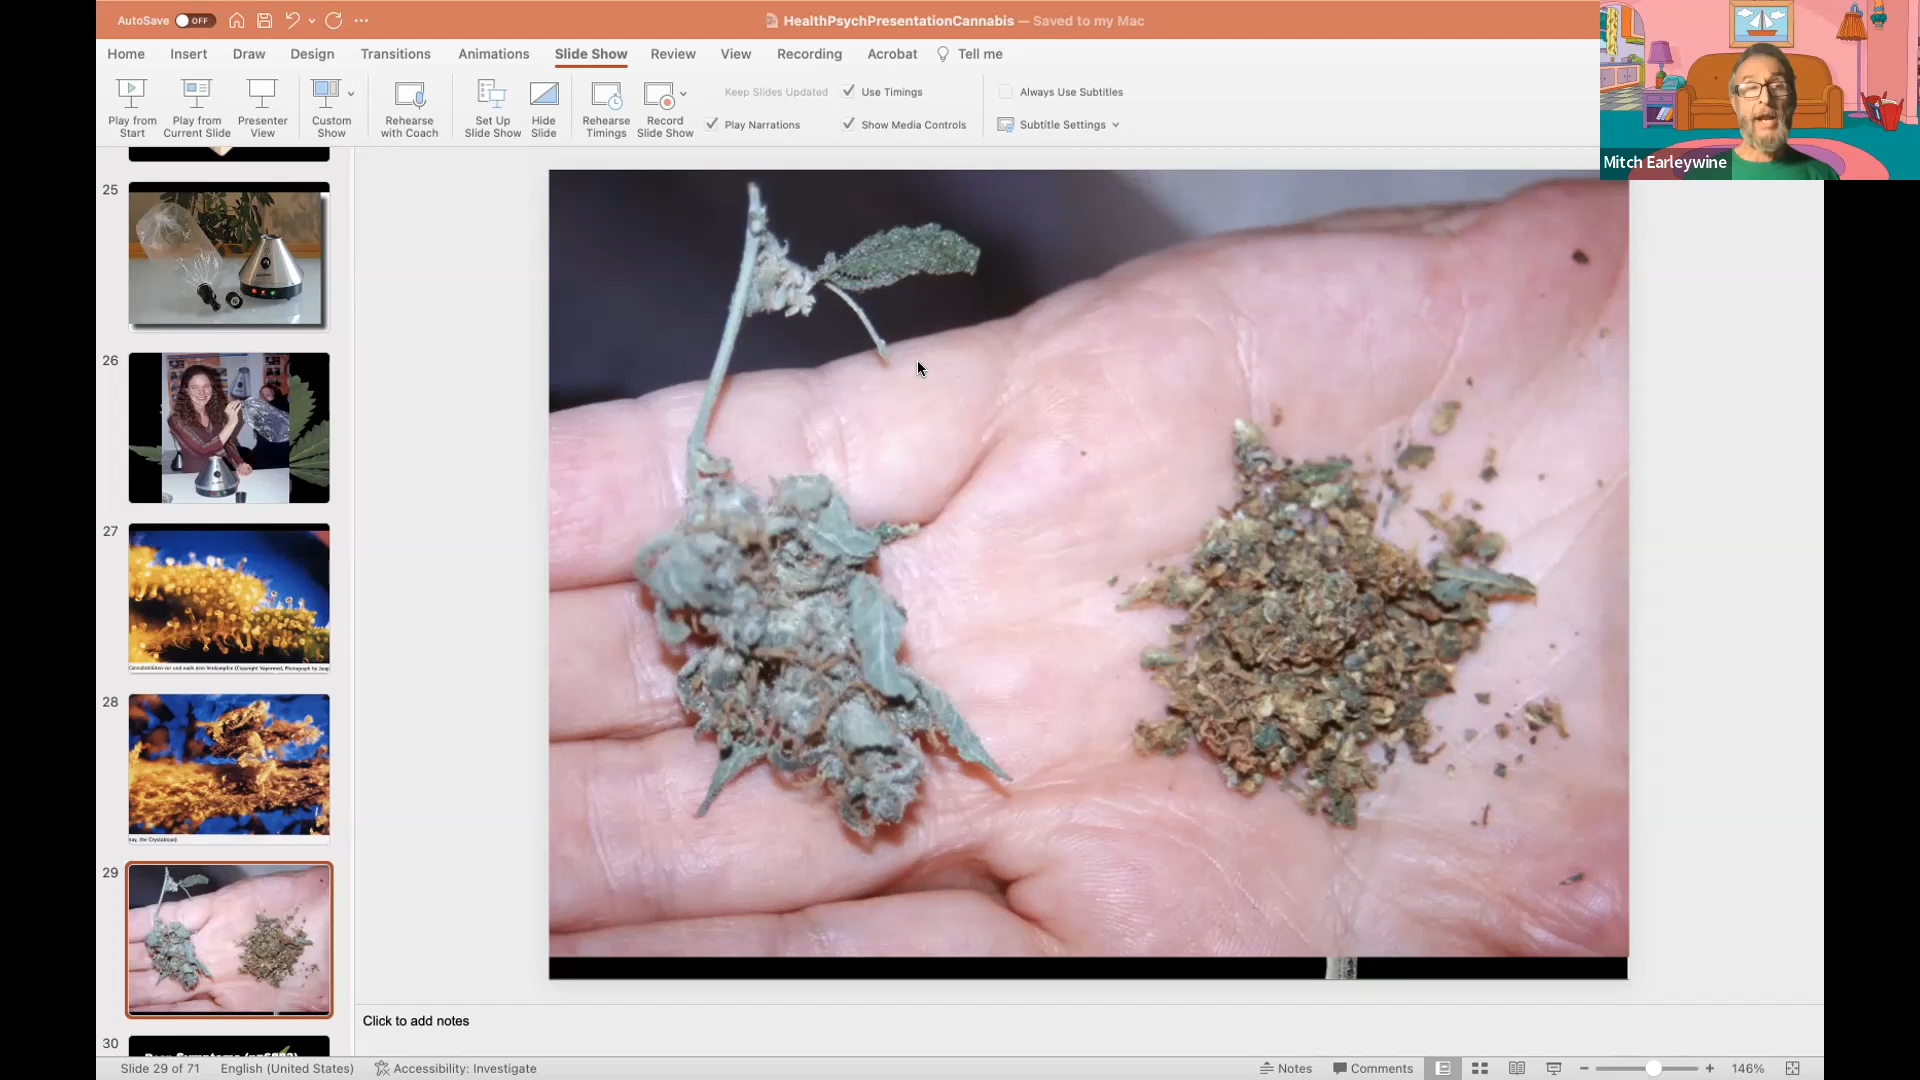 AutoSave OFF
HealthPsychPresentationCannabis — Saved to my Mac
Home Insert Draw Design Transitions Animations Slide Show Review View Recording Acrobat Tell me
Play from Start
Play from Current Slide
Presenter View
Custom Show
Rehearse with Coach
Set Up Slide Show
Hide Slide
Rehearse Timings
Record Slide Show
Keep Slides Updated
Use Timings
Play Narrations
Show Media Controls
Always Use Subtitles
Subtitle Settings
Mitch Earleywine
25
26
27
28
29
30
Click to add notes
Slide 29 of 71 English (United States) Accessibility: Investigate
Notes Comments 146%